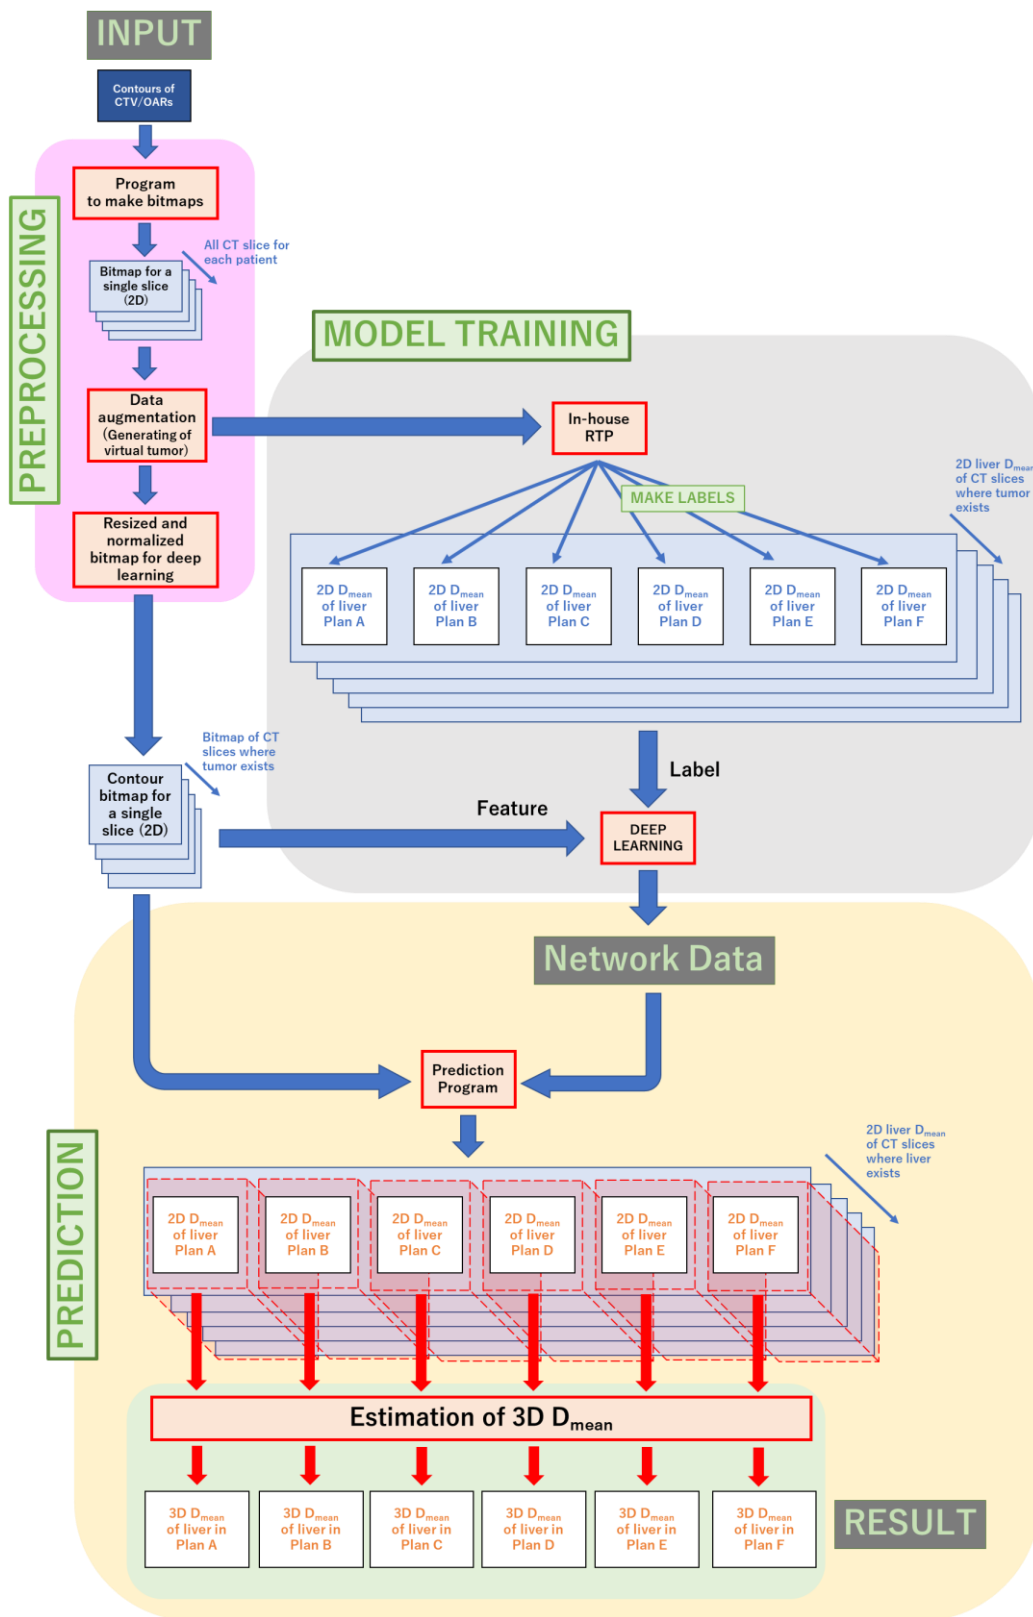 INPUT
Contours of
CTV/OARs
PREPROCESSING
Program
to make bitmaps
All CT slice for
each patient
Bitmap for a
single slice
(2D)
Data
augmentation
(Generating of
virtual tumor)
Resized and
normalized
bitmap for deep
learning
MODEL TRAINING
In-house
RTP
MAKE LABELS
2D liver Dmean
of CT slices
where tumor
exists
2D Dmean
of liver
Plan A
2D Dmean
of liver
Plan B
2D Dmean
of liver
Plan C
2D Dmean
of liver
Plan D
2D Dmean
of liver
Plan E
2D Dmean
of liver
Plan F
Bitmap of CT
slices where
tumor exists
Contour
bitmap for
a single
slice (2D)
Feature
Label
DEEP
LEARNING
Network Data
Prediction
Program
PREDICTION
2D liver Dmean
of CT slices
where liver
exists
2D Dmean
of liver
Plan A
2D Dmean
of liver
Plan B
2D Dmean
of liver
Plan C
2D Dmean
of liver
Plan D
2D Dmean
of liver
Plan E
2D Dmean
of liver
Plan F
Estimation of 3D Dmean
3D Dmean
of liver in
Plan A
3D Dmean
of liver in
Plan B
3D Dmean
of liver in
Plan C
3D Dmean
of liver in
Plan D
3D Dmean
of liver in
Plan E
3D Dmean
of liver in
Plan F
RESULT